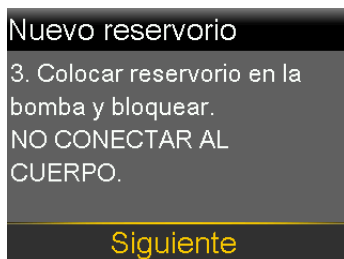 Nuevo reservorio
3. Colocar reservorio en la
bomba y bloquear.
NO CONECTAR AL
CUERPO.
Siguiente